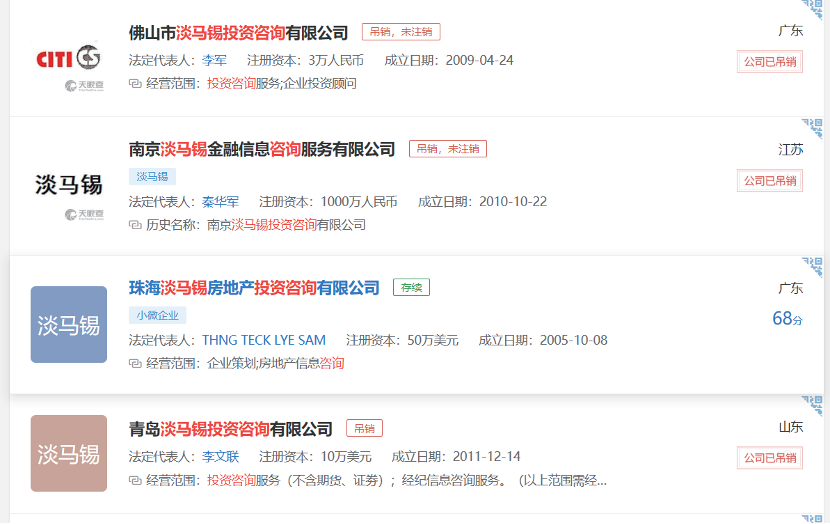 佛山市淡马锡投资咨询有限公司 吊销，未注销 广东
CITI
法定代表人：李军 注册资本：3万人民币 成立日期：2009-04-24 公司已吊销
天眼查
经营范围：投资咨询服务;企业投资顾问
南京淡马锡金融信息咨询服务有限公司 吊销，未注销 江苏
淡马锡
淡马锡 公司已吊销
法定代表人：秦华军 注册资本：1000万人民币 成立日期：2010-10-22
天眼查
历史名称：南京淡马锡投资咨询有限公司
珠海淡马锡房地产投资咨询有限公司 存续 广东
小微企业 68分
淡马锡
法定代表人：THNG TECK LYE SAM 注册资本：50万美元 成立日期：2005-10-08
经营范围：企业策划;房地产信息咨询
青岛淡马锡投资咨询有限公司 吊销 山东
淡马锡
法定代表人：李文联 注册资本：10万美元 成立日期：2011-12-14 公司已吊销
经营范围：投资咨询服务（不含期货、证券）；经纪信息咨询服务。（以上范围需经...